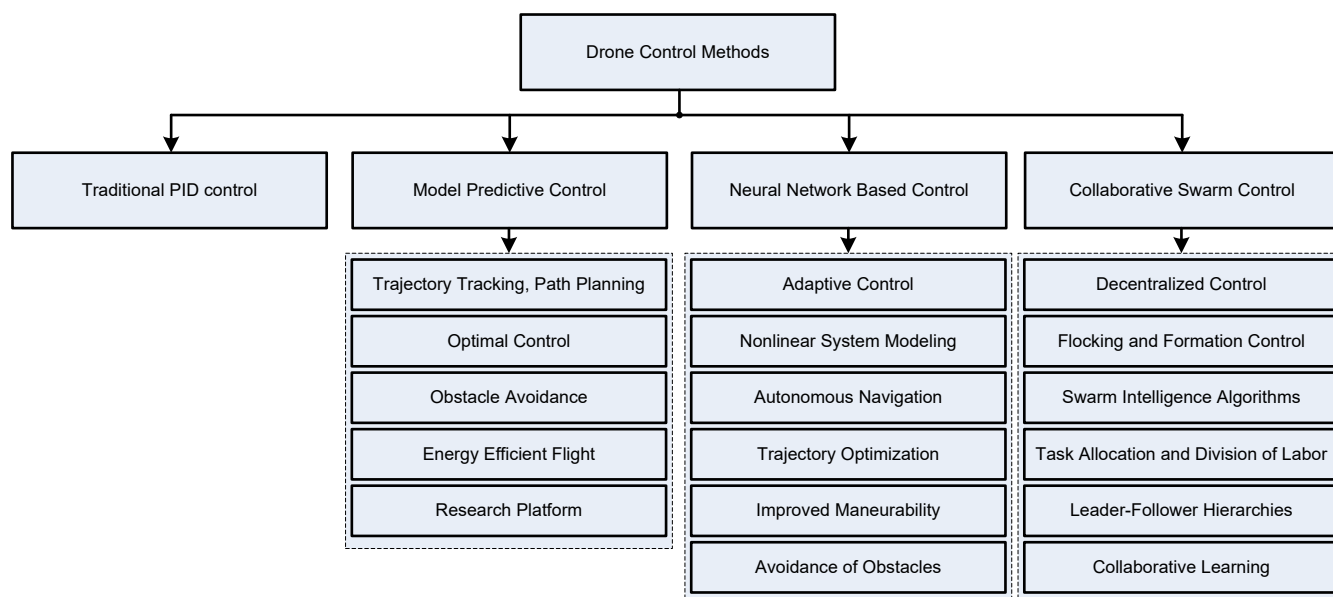 Drone Control Methods
Traditional PID control
Model Predictive Control
Neural Network Based Control
Collaborative Swarm Control
Trajectory Tracking, Path Planning
Optimal Control
Obstacle Avoidance
Energy Efficient Flight
Research Platform
Adaptive Control
Nonlinear System Modeling
Autonomous Navigation
Trajectory Optimization
Improved Maneurability
Avoidance of Obstacles
Decentralized Control
Flocking and Formation Control
Swarm Intelligence Algorithms
Task Allocation and Division of Labor
Leader-Follower Hierarchies
Collaborative Learning